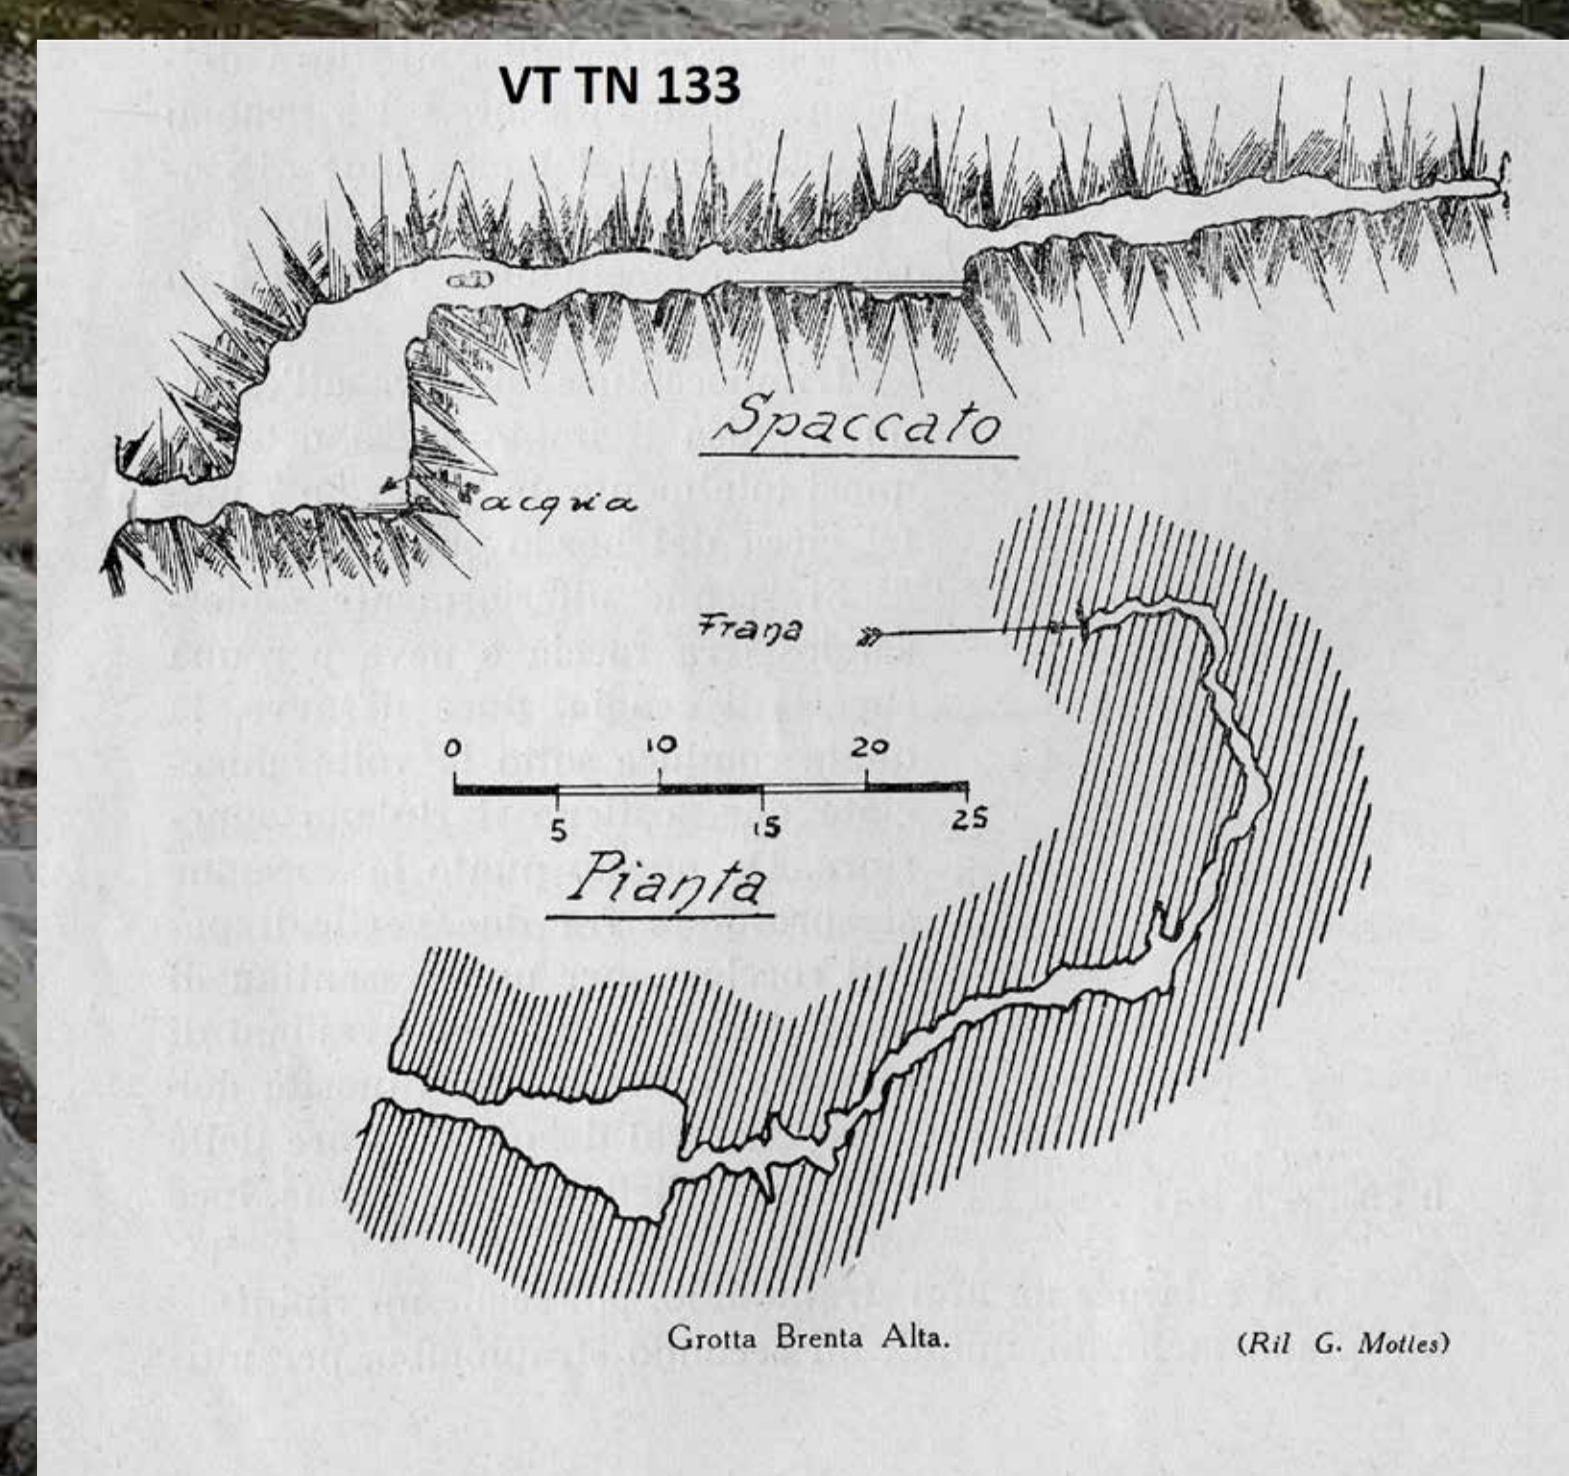 VT TN 133
Spaccato
acqua
Frana
0 10 20
5 15 25
Pianta
Grotta Brenta Alta.
(Ril G. Motles)